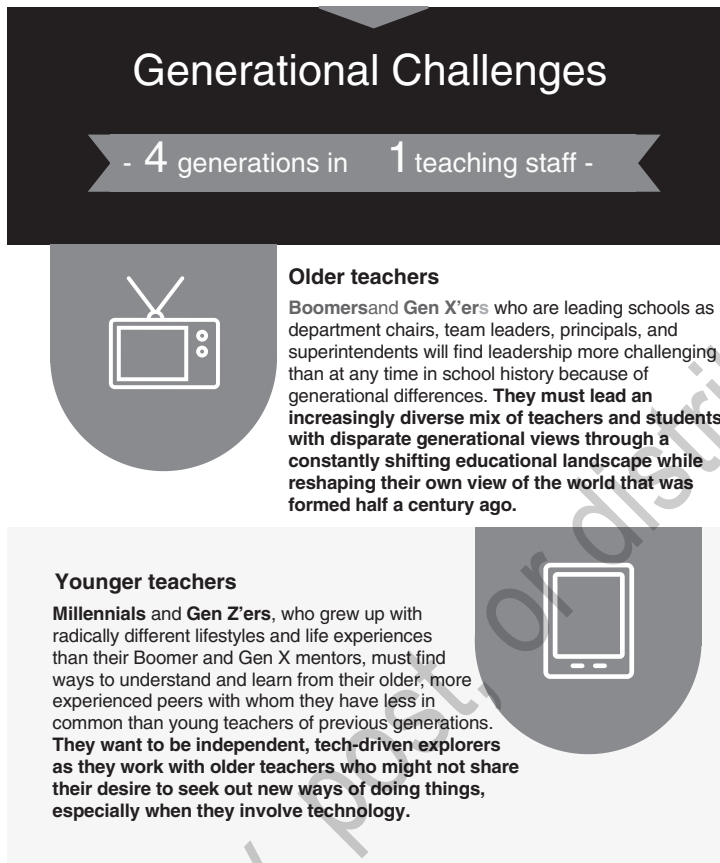 Generational Challenges
- 4 generations in 1 teaching staff -
Older teachers
Boomersand Gen X'ers who are leading schools as
department chairs, team leaders, principals, and
superintendents will find leadership more challenging
than at any time in school history because of
generational differences. They must lead an
increasingly diverse mix of teachers and students
with disparate generational views through a
constantly shifting educational landscape while
reshaping their own view of the world that was
formed half a century ago.
Younger teachers
Millennials and Gen Z'ers, who grew up with
radically different lifestyles and life experiences
than their Boomer and Gen X mentors, must find
ways to understand and learn from their older, more
experienced peers with whom they have less in
common than young teachers of previous generations.
They want to be independent, tech-driven explorers
as they work with older teachers who might not share
their desire to seek out new ways of doing things,
especially when they involve technology.
post, or